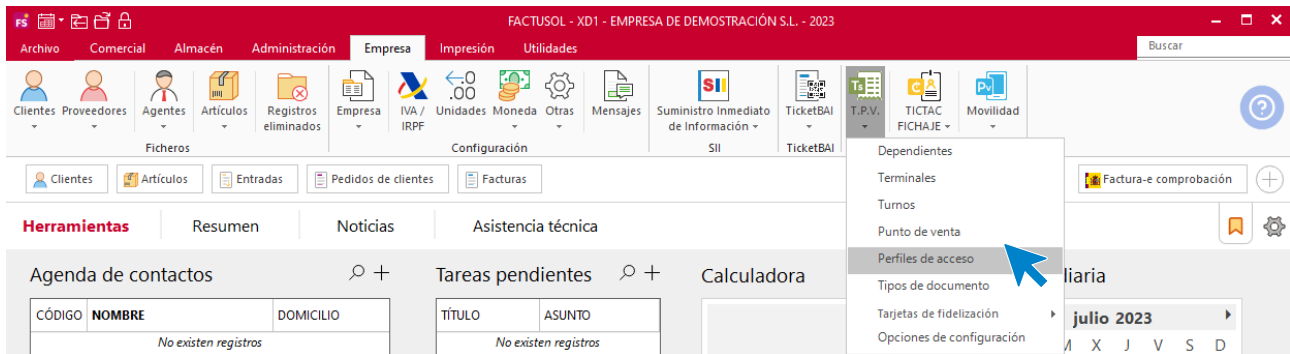 FS FACTUSOL - XD1 - EMPRESA DE DEMOSTRACIÓN S.L. - 2023
Archivo Comercial Almacén Administración Empresa Impresión Utilidades Buscar
Clientes Proveedores Agentes Artículos Registros eliminados Empresa IVA / IRPF Unidades Moneda Otras Mensajes Suministro Inmediato de Información TicketBAI T.P.V. TICTAC FICHAJE Movilidad
Ficheros Configuración SII TicketBAI
Dependientes
Clientes Artículos Entradas Pedidos de clientes Facturas Terminales Factura-e comprobación
Turnos
Herramientas Resumen Noticias Asistencia técnica Punto de venta
Perfiles de acceso
Agenda de contactos Tareas pendientes Calculadora liaria
Tipos de documento
CÓDIGO NOMBRE DOMICILIO TÍTULO ASUNTO Tarjetas de fidelización julio 2023
No existen registros No existen registros Opciones de configuración M X J V S D